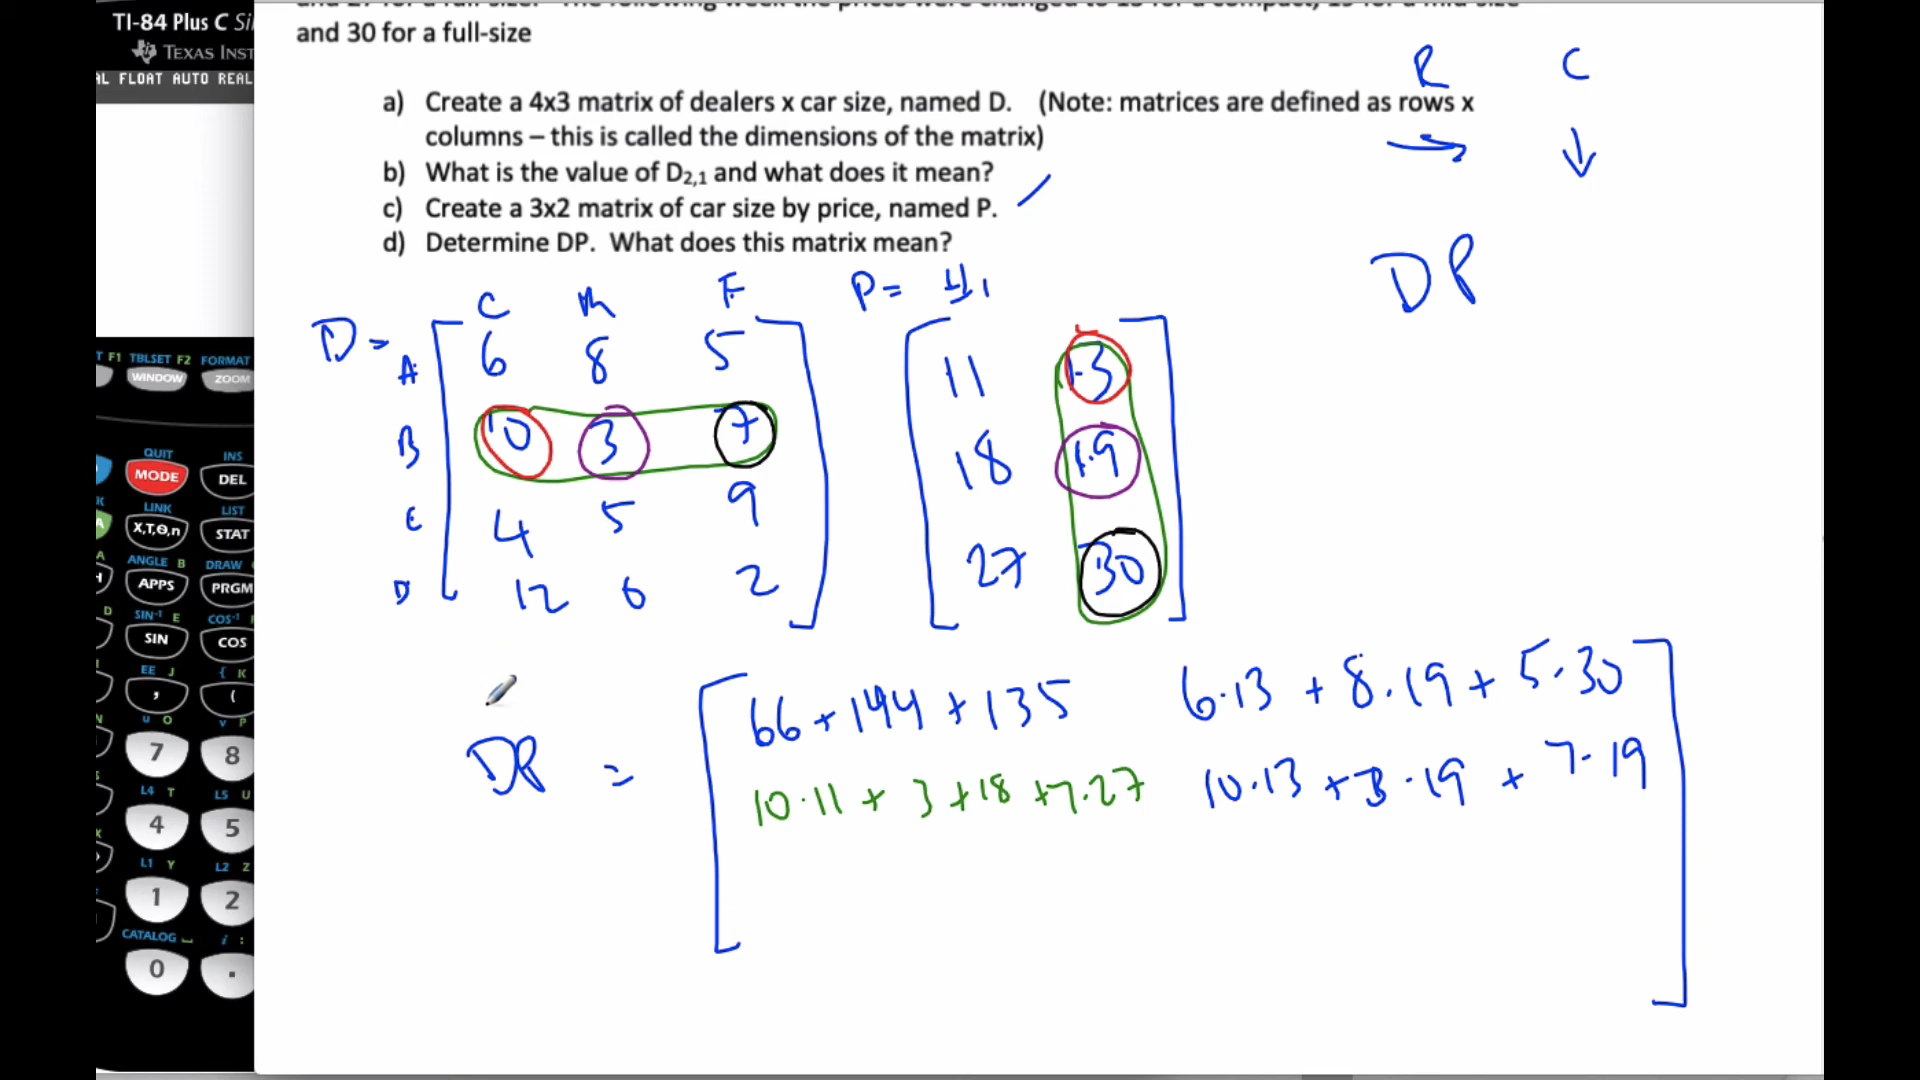 TI-84 Plus C Si
TEXAS INST
AL FLOAT AUTO REAL
and 30 for a full-size
R C
a) Create a 4x3 matrix of dealers x car size, named D. (Note: matrices are defined as rows x
columns – this is called the dimensions of the matrix)
b) What is the value of D2,1 and what does it mean?
c) Create a 3x2 matrix of car size by price, named P.
d) Determine DP. What does this matrix mean?
DP
C M F
D =
A 6 8 5
B 10 3 7
C 4 5 9
D 12 6 2
P =
11 13
18 19
27 30
DP =
66 + 144 + 135 6·13 + 8·19 + 5·30
10·11 + 3 + 18 + 7·27 10·13 + 3·19 + 7·19
T F1 TBLSET F2 FORMAT
WINDOW ZOOM
QUIT INS
MODE DEL
LINK LIST
X,T,Θ,n STAT
ANGLE B DRAW
APPS PRGM
SIN-1 E COS-1
SIN COS
EE J { K
, (
u O v P
7 8
L4 T L5 U
4 5
L1 Y L2 Z
1 2
CATALOG i :
0 .